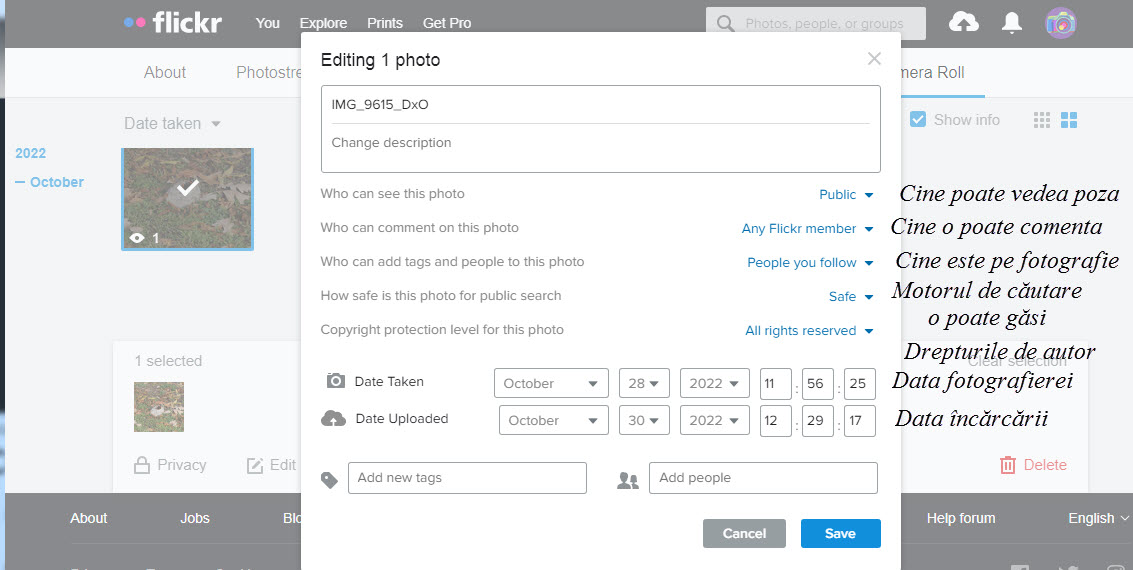 flickr You Explore Prints Get Pro Photos, people, or groups
About Photostre mera Roll
Editing 1 photo
IMG_9615_DxO
Change description
Date taken
Show info
2022
October
1
Who can see this photo Public Cine poate vedea poza
Who can comment on this photo Any Flickr member Cine o poate comenta
Who can add tags and people to this photo People you follow Cine este pe fotografie
How safe is this photo for public search Safe Motorul de căutare
o poate găsi
Copyright protection level for this photo All rights reserved Drepturile de autor
1 selected Clear selection
Date Taken October 28 2022 11 : 56 : 25 Data fotografierei
Date Uploaded October 30 2022 12 : 29 : 17 Data încărcării
Privacy Edit Delete
Add new tags Add people
About Jobs Blo Help forum English
Cancel Save